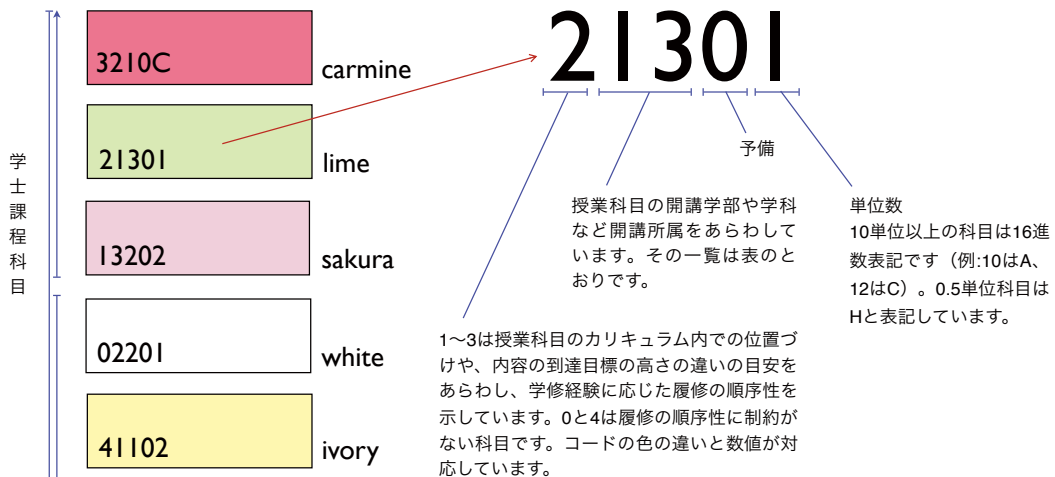 学士課程科目
3210C
carmine
21301
lime
13202
sakura
02201
white
41102
ivory
21301
予備
授業科目の開講学部や学科
など開講所属をあらわして
います。その一覧は表のと
おりです。
単位数
10単位以上の科目は16進
数表記です（例:10はA、
12はC）。0.5単位科目は
Hと表記しています。
1〜3は授業科目のカリキュラム内での位置づ
けや、内容の到達目標の高さの違いの目安を
あらわし、学修経験に応じた履修の順序性を
示しています。0と4は履修の順序性に制約が
ない科目です。コードの色の違いと数値が対
応しています。